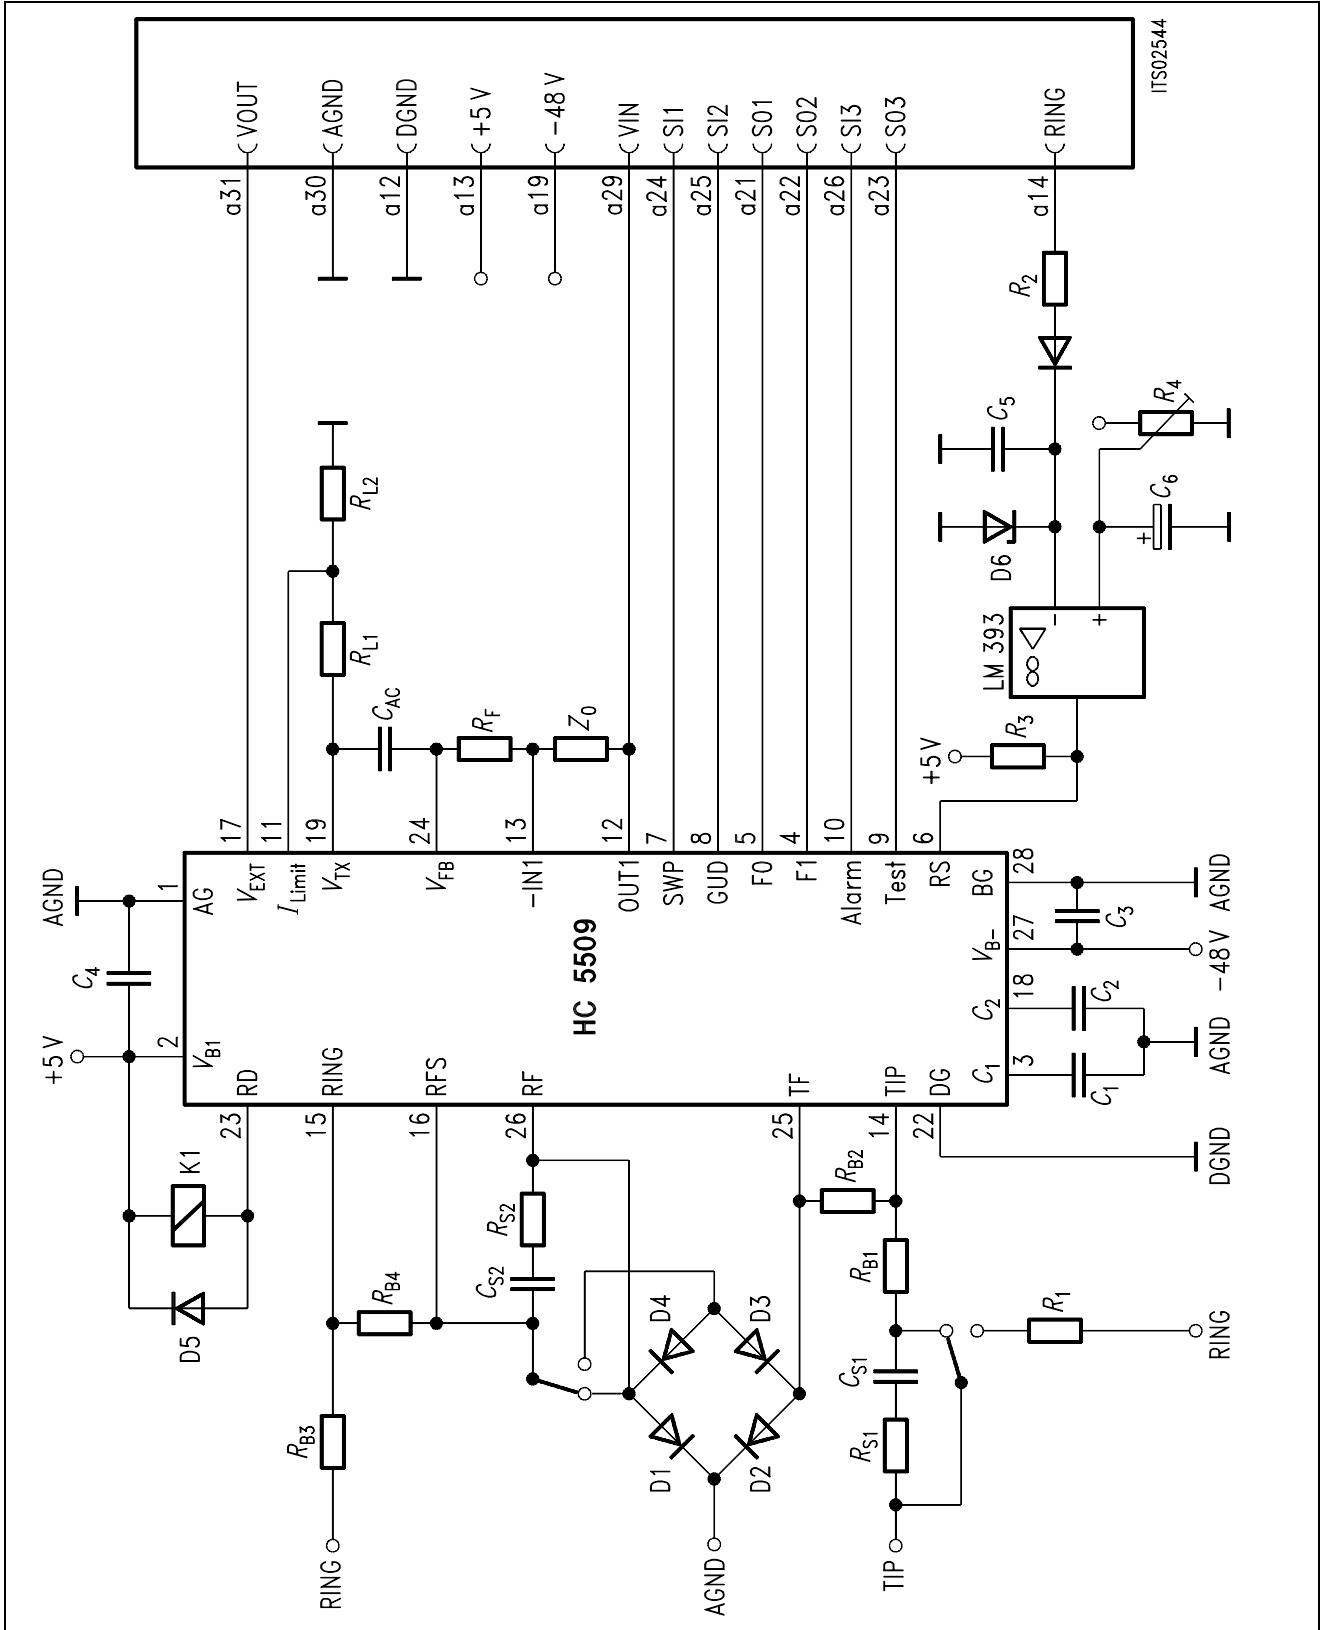 ITS02544
VOUT
AGND
DGND
+5 V
-48 V
VIN
SI1
SI2
SO1
SO2
SI3
SO3
RING
a31
a30
a12
a13
a19
a29
a24
a25
a21
a22
a26
a23
a14
R2
R4
C5
C6
+
D6
LM 393
∞
-
+
R3
+5 V
RL2
RL1
CAC
RF
Z0
17
11
19
24
13
12
7
8
5
4
10
9
6
VEXT
ILimit
VTX
VFB
-IN1
OUT1
SWP
GUD
F0
F1
Alarm
Test
RS
HC 5509
AGND
1
AG
C4
+5 V
2
VB1
BG
28
AGND
C3
VB-
27
-48 V
C2
18
C2
AGND
C1
3
C1
RD
RING
RFS
RF
TF
TIP
DG
23
15
16
26
25
14
22
DGND
K1
D5
RB4
RB3
RS2
CS2
D4
D3
D1
D2
RB2
RB1
CS1
RS1
R1
RING
RING
AGND
TIP